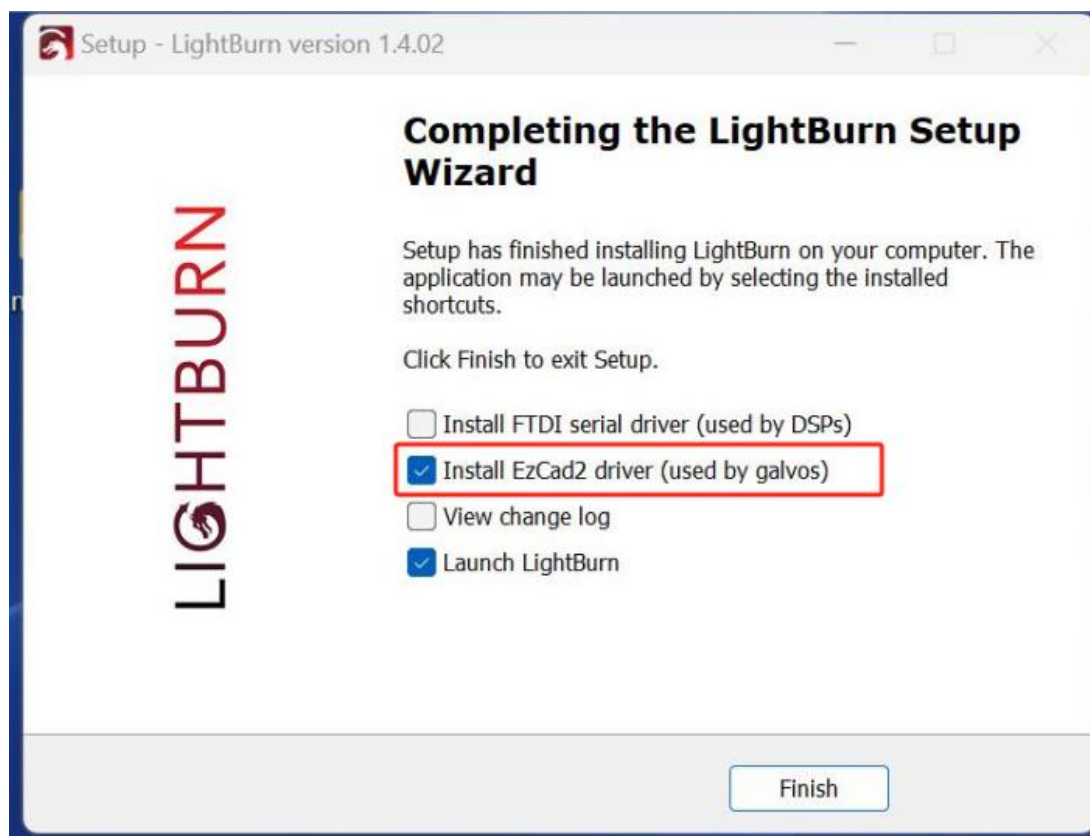 Setup - LightBurn version 1.4.02
Completing the LightBurn Setup
Wizard
LIGHTBURN
Setup has finished installing LightBurn on your computer. The
application may be launched by selecting the installed
shortcuts.
Click Finish to exit Setup.
Install FTDI serial driver (used by DSPs)
Install EzCad2 driver (used by galvos)
View change log
Launch LightBurn
Finish